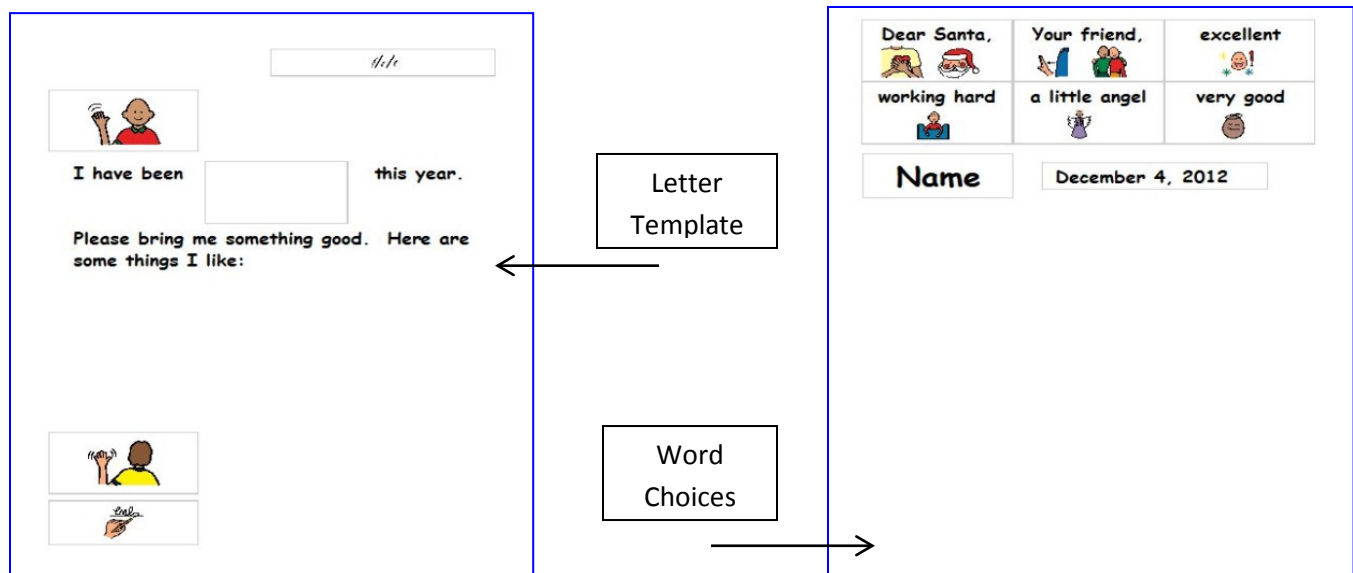 I have been this year.
Please bring me something good. Here are
some things I like:
Letter
Template
Word
Choices
Dear Santa, Your friend, excellent
working hard a little angel very good
Name December 4, 2012